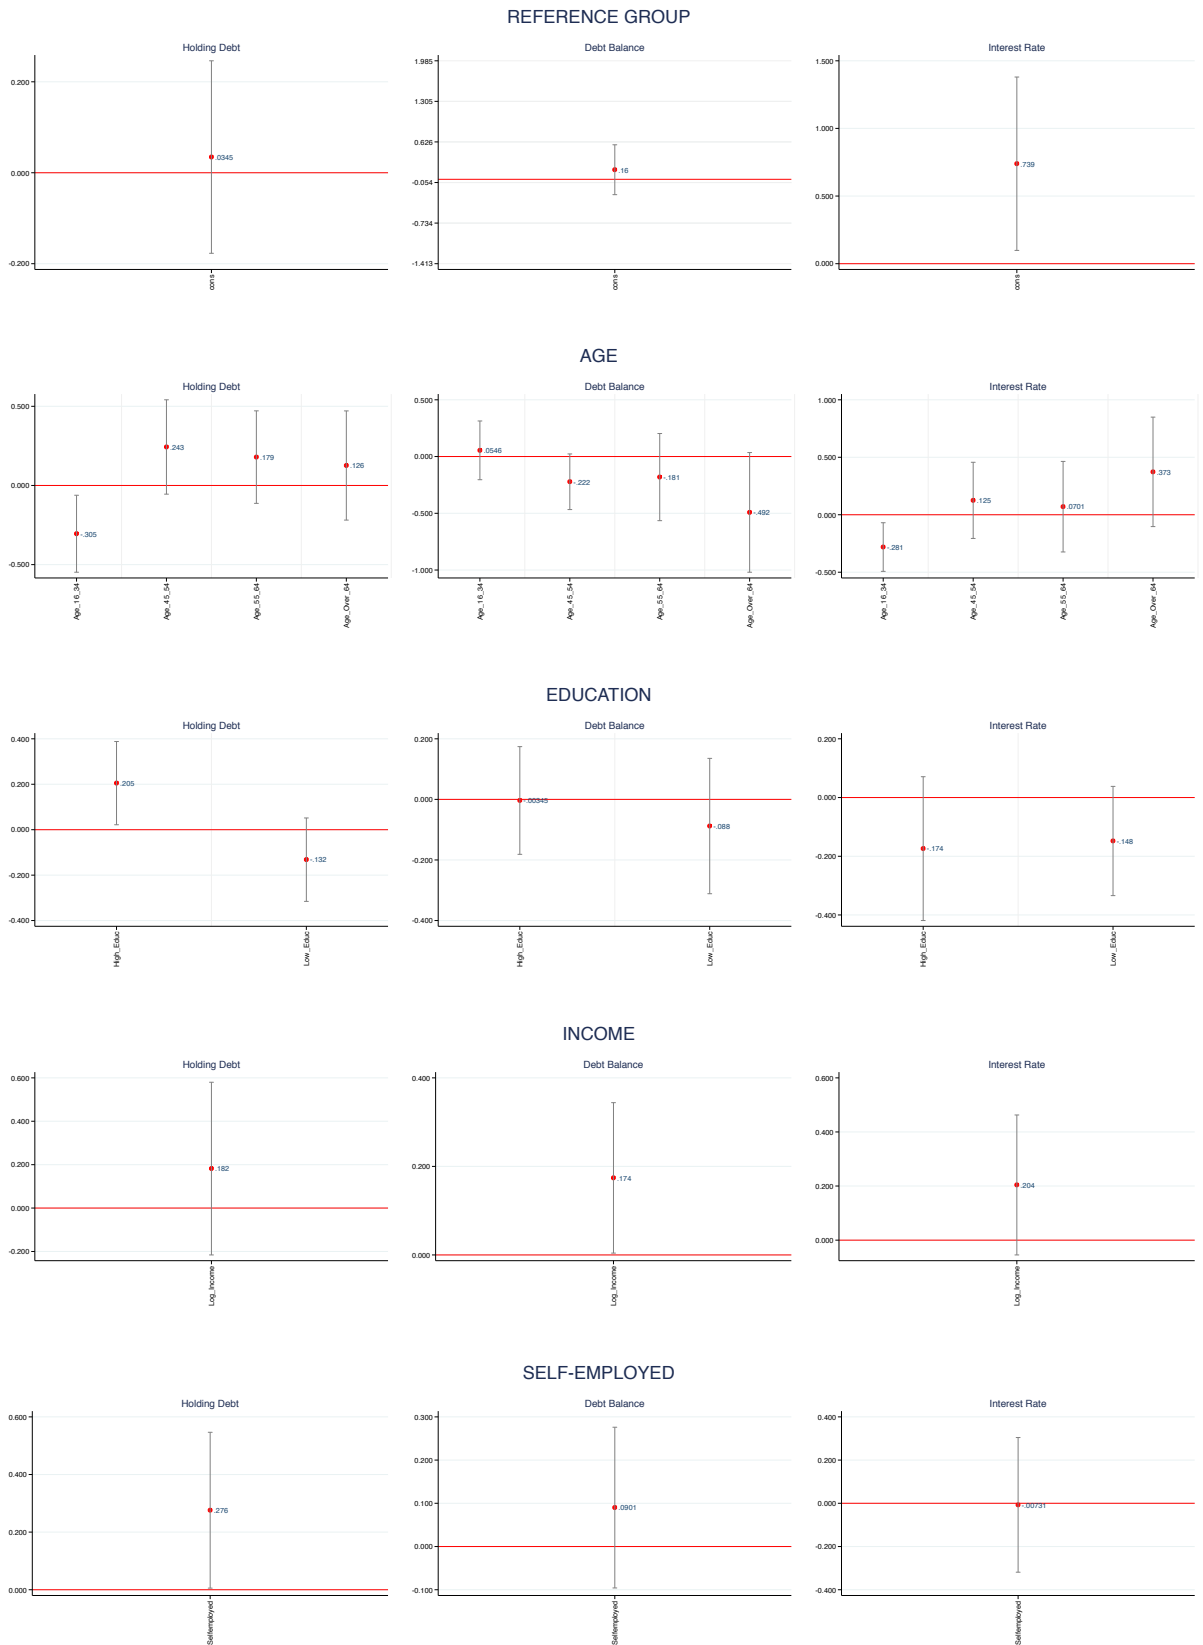 REFERENCE GROUP
Holding Debt
0.200
0.000
-0.200
.0345
cons
Debt Balance
1.985
1.305
0.626
-0.054
-0.734
-1.413
.16
cons
Interest Rate
1.500
1.000
0.500
0.000
.739
cons
AGE
Holding Debt
0.500
0.000
-0.500
-.305
.243
.179
.126
Age_16_34
Age_45_54
Age_55_64
Age_Over_64
Debt Balance
0.500
0.000
-0.500
-1.000
.0546
-.222
-.181
-.492
Age_16_34
Age_45_54
Age_55_64
Age_Over_64
Interest Rate
1.000
0.500
0.000
-0.500
-.281
.125
.0701
.373
Age_16_34
Age_45_54
Age_55_64
Age_Over_64
EDUCATION
Holding Debt
0.400
0.200
0.000
-0.200
-0.400
.205
-.132
High_Educ
Low_Educ
Debt Balance
0.200
0.000
-0.200
-0.400
-.00345
-.088
High_Educ
Low_Educ
Interest Rate
0.200
0.000
-0.200
-0.400
-.174
-.148
High_Educ
Low_Educ
INCOME
Holding Debt
0.600
0.400
0.200
0.000
-0.200
.182
Log_Income
Debt Balance
0.400
0.200
0.000
.174
Log_Income
Interest Rate
0.600
0.400
0.200
0.000
.204
Log_Income
SELF-EMPLOYED
Holding Debt
0.600
0.400
0.200
0.000
.276
Selfemployed
Debt Balance
0.300
0.200
0.100
0.000
-0.100
.0901
Selfemployed
Interest Rate
0.400
0.200
0.000
-0.200
-0.400
-.00731
Selfemployed